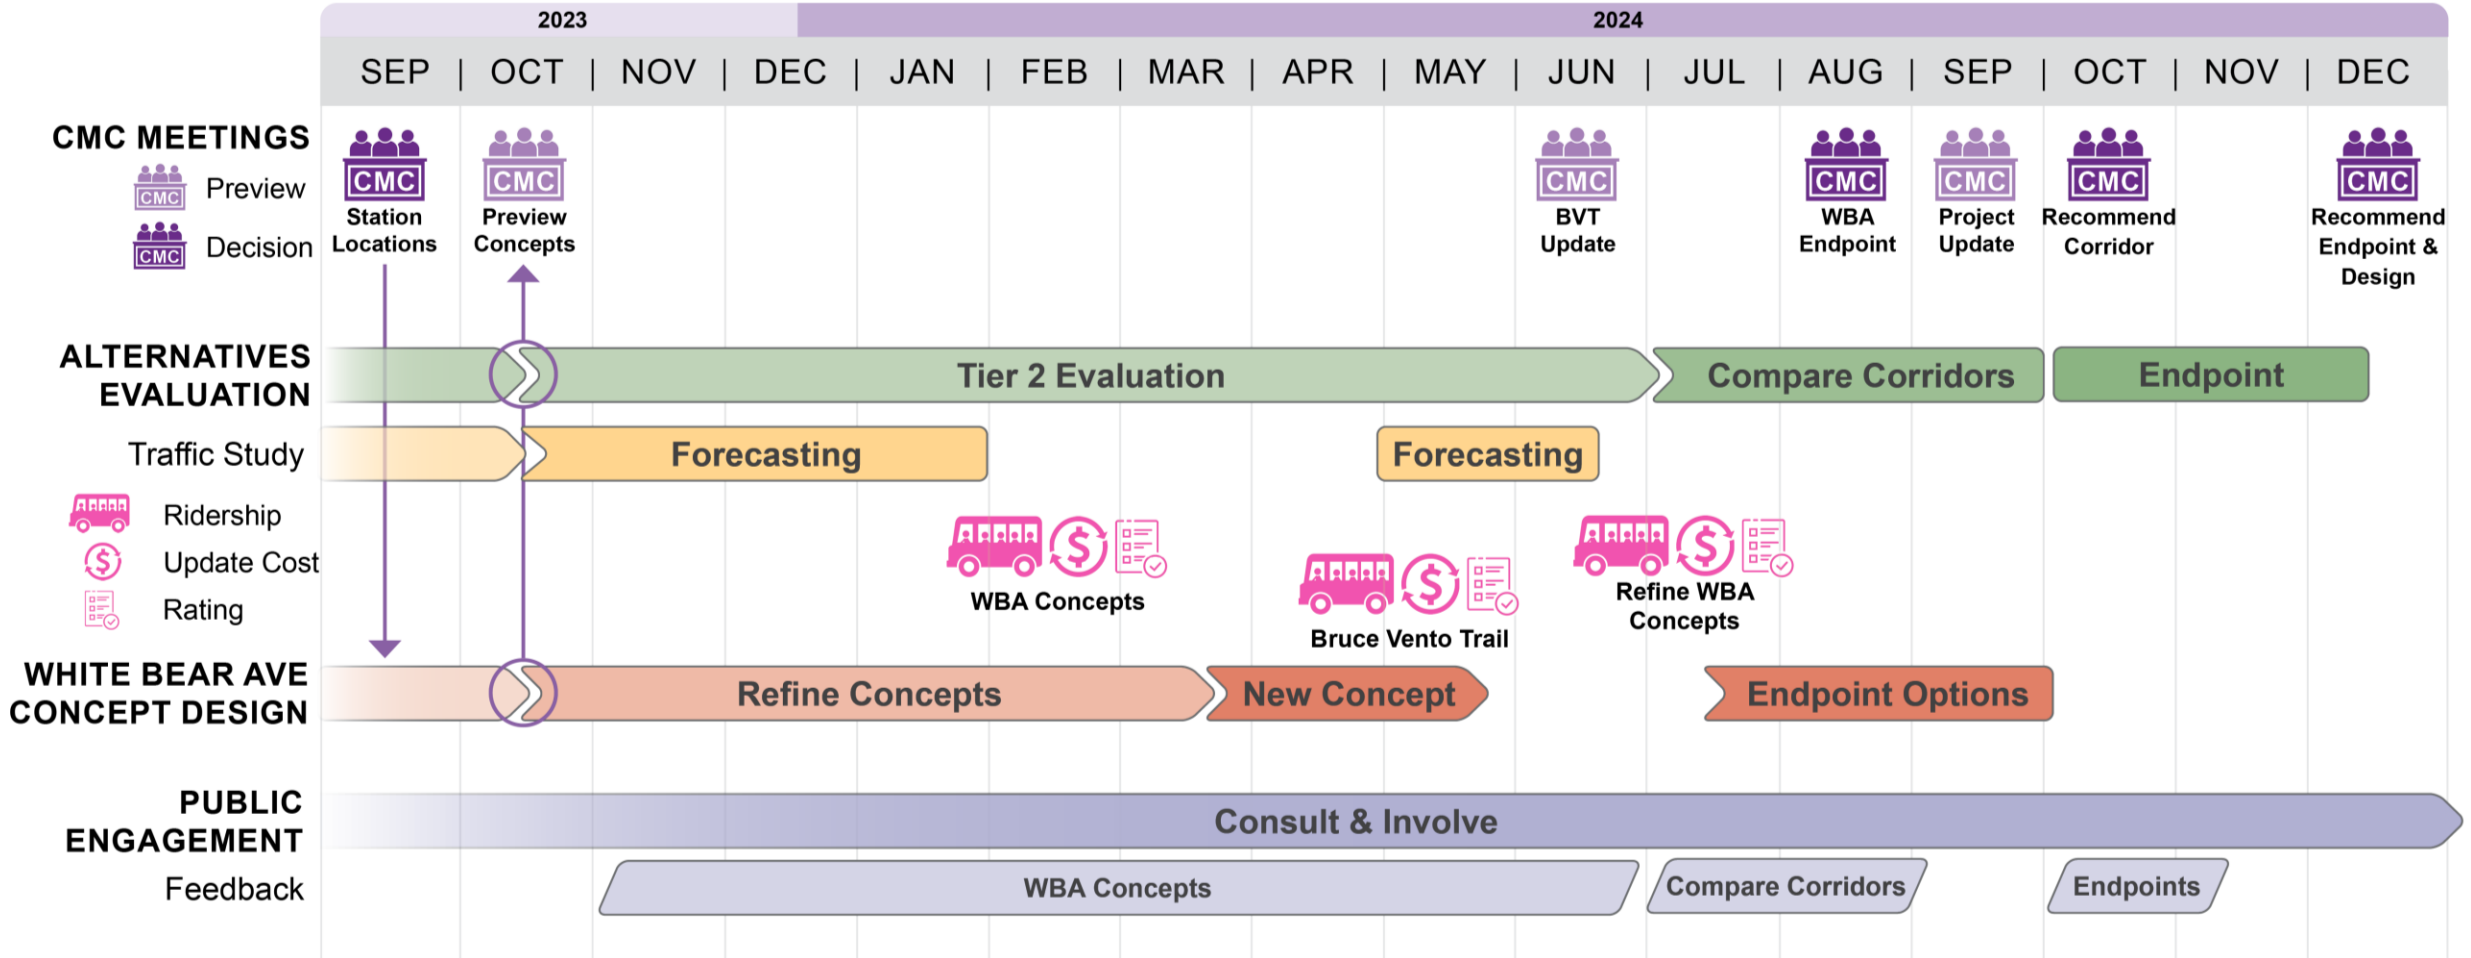 2023
2024
SEP | OCT | NOV | DEC | JAN | FEB | MAR | APR | MAY | JUN | JUL | AUG | SEP | OCT | NOV | DEC
CMC MEETINGS
CMC Preview
CMC Decision
CMC
Station
Locations
CMC
Preview
Concepts
CMC
BVT
Update
CMC
WBA
Endpoint
CMC
Project
Update
CMC
Recommend
Corridor
CMC
Recommend
Endpoint &
Design
ALTERNATIVES
EVALUATION
Tier 2 Evaluation
Compare Corridors
Endpoint
Traffic Study
Forecasting
Forecasting
Ridership
$ Update Cost
Rating
$
WBA Concepts
$
Bruce Vento Trail
$
Refine WBA
Concepts
WHITE BEAR AVE
CONCEPT DESIGN
Refine Concepts
New Concept
Endpoint Options
PUBLIC
ENGAGEMENT
Consult & Involve
Feedback
WBA Concepts
Compare Corridors
Endpoints